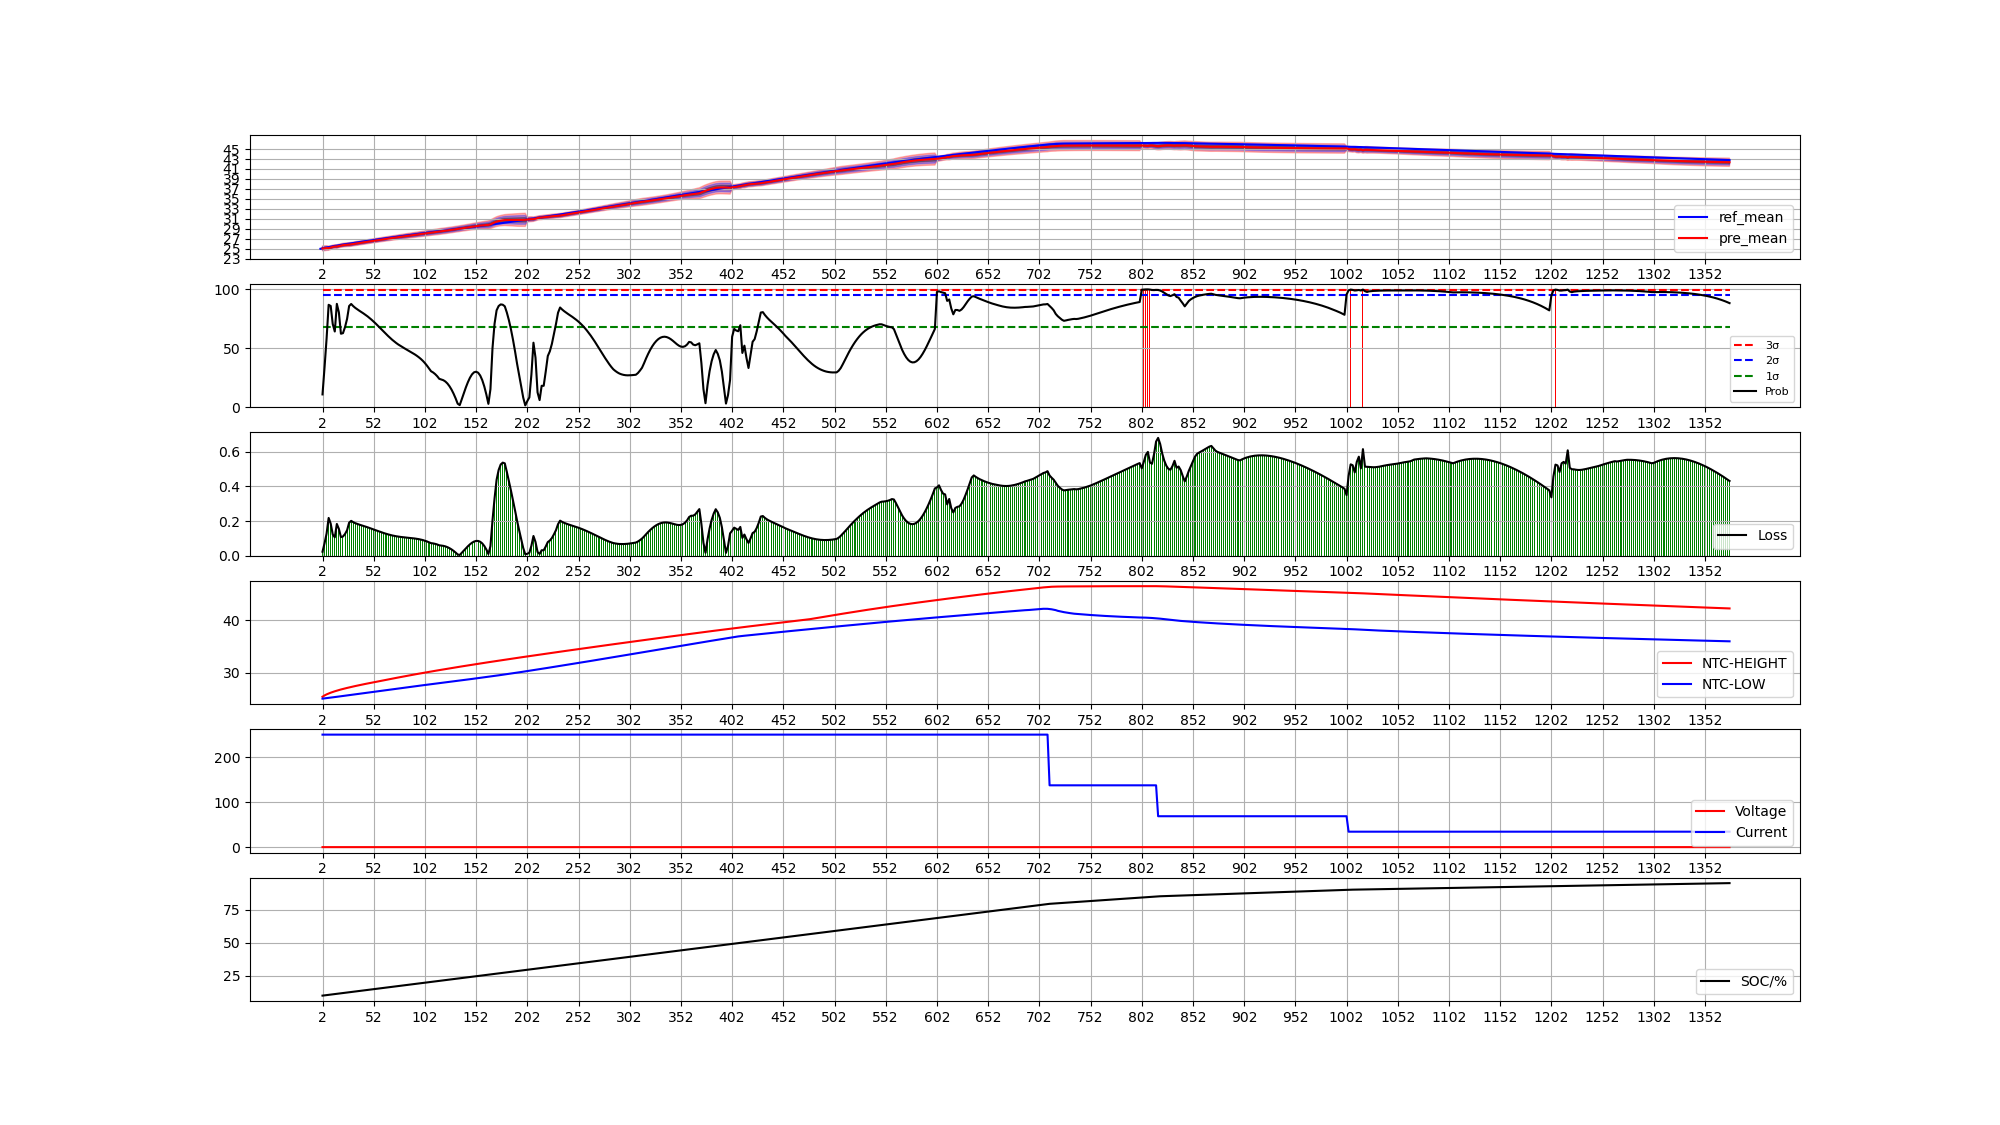 45
43
41
39
37
35
33
31
29
27
25
23
ref_mean
pre_mean
2 52 102 152 202 252 302 352 402 452 502 552 602 652 702 752 802 852 902 952 1002 1052 1102 1152 1202 1252 1302 1352
100
50
0
3σ
2σ
1σ
Prob
2 52 102 152 202 252 302 352 402 452 502 552 602 652 702 752 802 852 902 952 1002 1052 1102 1152 1202 1252 1302 1352
0.6
0.4
0.2
0.0
Loss
2 52 102 152 202 252 302 352 402 452 502 552 602 652 702 752 802 852 902 952 1002 1052 1102 1152 1202 1252 1302 1352
40
30
NTC-HEIGHT
NTC-LOW
2 52 102 152 202 252 302 352 402 452 502 552 602 652 702 752 802 852 902 952 1002 1052 1102 1152 1202 1252 1302 1352
200
100
0
Voltage
Current
2 52 102 152 202 252 302 352 402 452 502 552 602 652 702 752 802 852 902 952 1002 1052 1102 1152 1202 1252 1302 1352
75
50
25
SOC/%
2 52 102 152 202 252 302 352 402 452 502 552 602 652 702 752 802 852 902 952 1002 1052 1102 1152 1202 1252 1302 1352